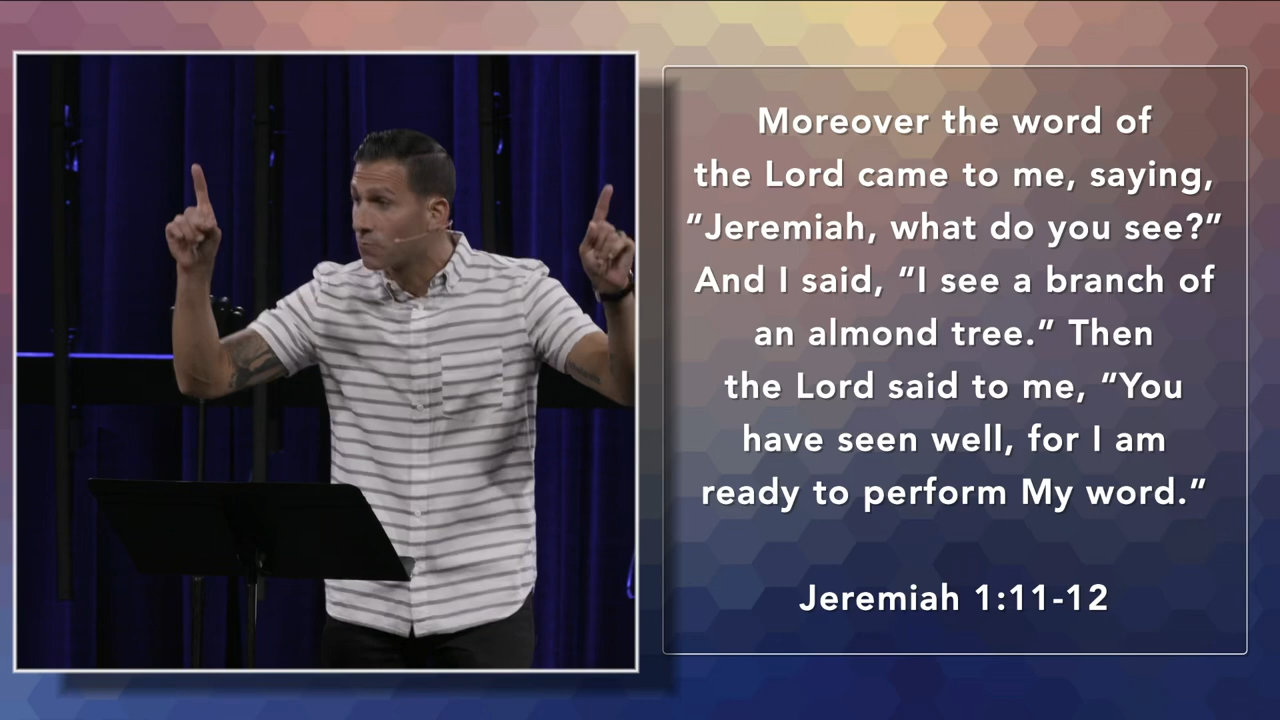 Moreover the word of
the Lord came to me, saying,
“Jeremiah, what do you see?”
And I said, “I see a branch of
an almond tree.” Then
the Lord said to me, “You
have seen well, for I am
ready to perform My word.”
Jeremiah 1:11-12